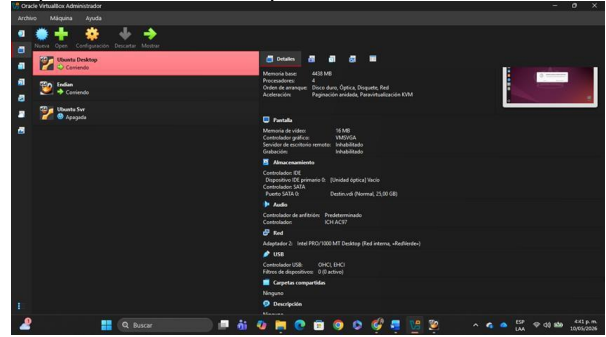 Oracle VirtualBox Administrador
Archivo Máquina Ayuda
Nueva Open Configuración Descartar Mostrar
Ubuntu Desktop
Corriendo
Endian
Corriendo
Ubuntu Svr
Apagada
Detalles
Memoria base: 4438 MB
Procesadores: 4
Orden de arranque: Disco duro, Óptica, Disquete, Red
Aceleración: Paginación anidada, Paravirtualización KVM
Pantalla
Memoria de vídeo: 16 MB
Controlador gráfico: VMSVGA
Servidor de escritorio remoto: Inhabilitado
Grabación: Inhabilitado
Almacenamiento
Controlador: IDE
Dispositivo IDE primario 0: [Unidad óptica] Vacío
Controlador: SATA
Puerto SATA 0: Destin.vdi (Normal, 25,00 GB)
Audio
Controlador de anfitrión: Predeterminado
Controlador: ICH AC97
Red
Adaptador 2: Intel PRO/1000 MT Desktop (Red interna, «RedVerde»)
USB
Controlador USB: OHCI, EHCI
Filtros de dispositivos: 0 (0 activo)
Carpetas compartidas
Ninguno
Descripción
Buscar
ESP
LAA
4:41 p. m.
10/05/2026